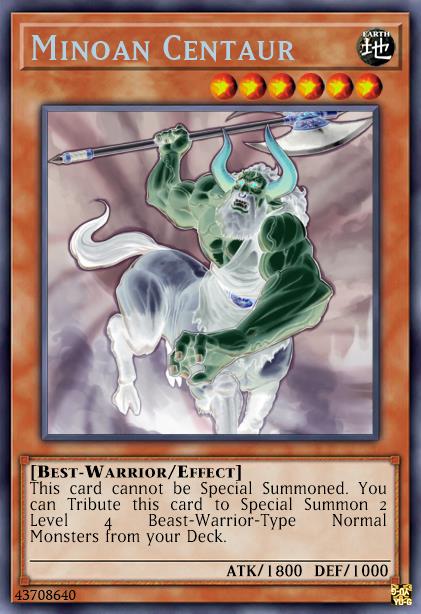 MINOAN CENTAUR
EARTH
地
[BEST-WARRIOR/EFFECT]
This card cannot be Special Summoned. You
can Tribute this card to Special Summon 2
Level 4 Beast-Warrior-Type Normal
Monsters from your Deck.
ATK/1800 DEF/1000
43708640